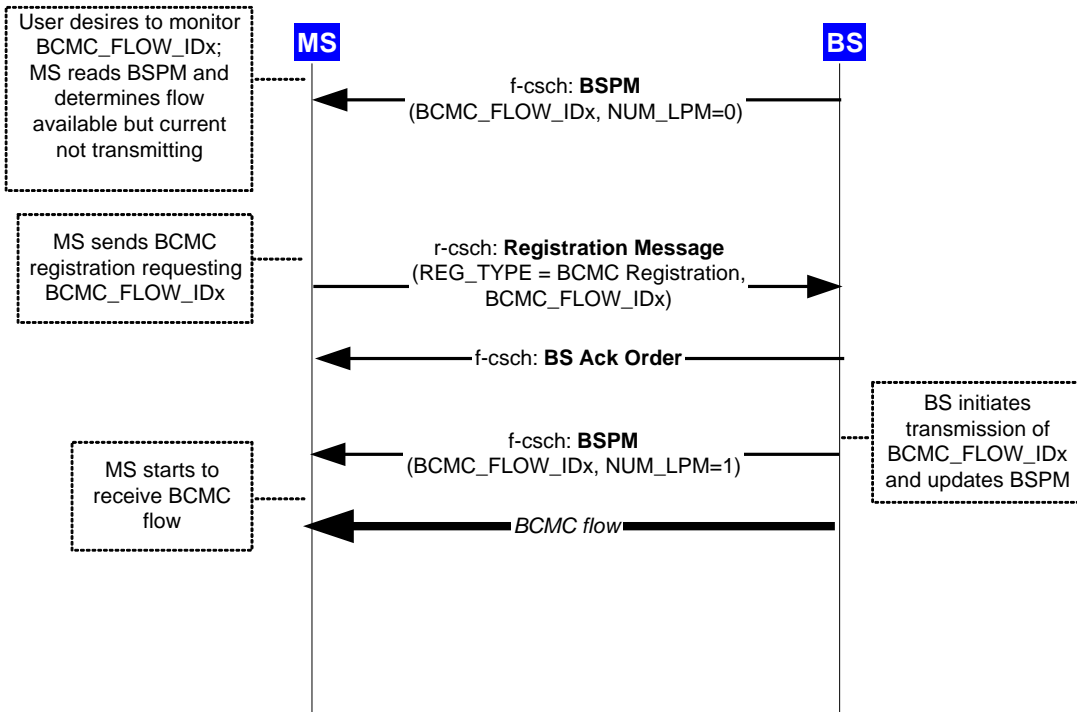 User desires to monitor
BCMC_FLOW_IDx;
MS reads BSPM and
determines flow
available but current
not transmitting
MS
BS
f-csch: BSPM
(BCMC_FLOW_IDx, NUM_LPM=0)
MS sends BCMC
registration requesting
BCMC_FLOW_IDx
r-csch: Registration Message
(REG_TYPE = BCMC Registration,
BCMC_FLOW_IDx)
f-csch: BS Ack Order
BS initiates
transmission of
BCMC_FLOW_IDx
and updates BSPM
f-csch: BSPM
(BCMC_FLOW_IDx, NUM_LPM=1)
MS starts to
receive BCMC
flow
BCMC flow